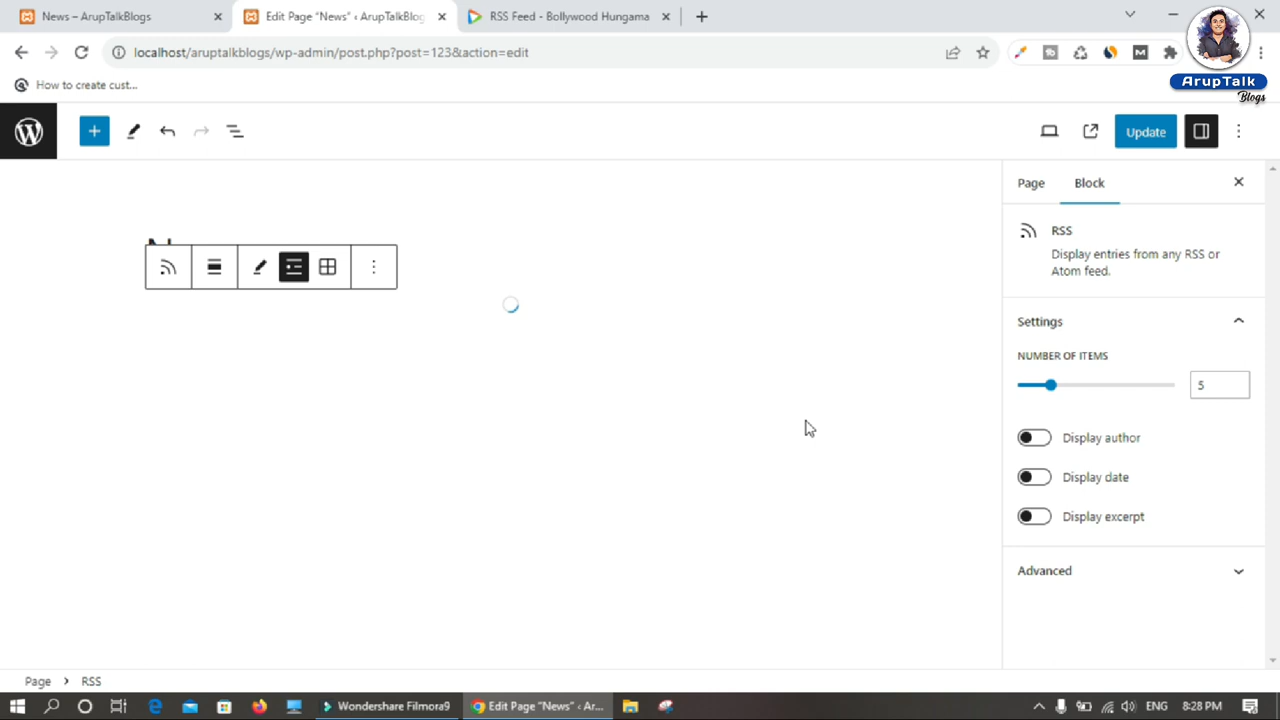 News – ArupTalkBlogs
Edit Page “News” ‹ ArupTalkBlog
RSS Feed - Bollywood Hungama
localhost/aruptalkblogs/wp-admin/post.php?post=123&action=edit
How to create cust...
ArupTalk
Blogs
Update
Page
Block
RSS
Display entries from any RSS or
Atom feed.
Settings
NUMBER OF ITEMS
5
Display author
Display date
Display excerpt
Advanced
Page
RSS
Wondershare Filmora9
Edit Page “News” ‹ Ar...
ENG
8:28 PM